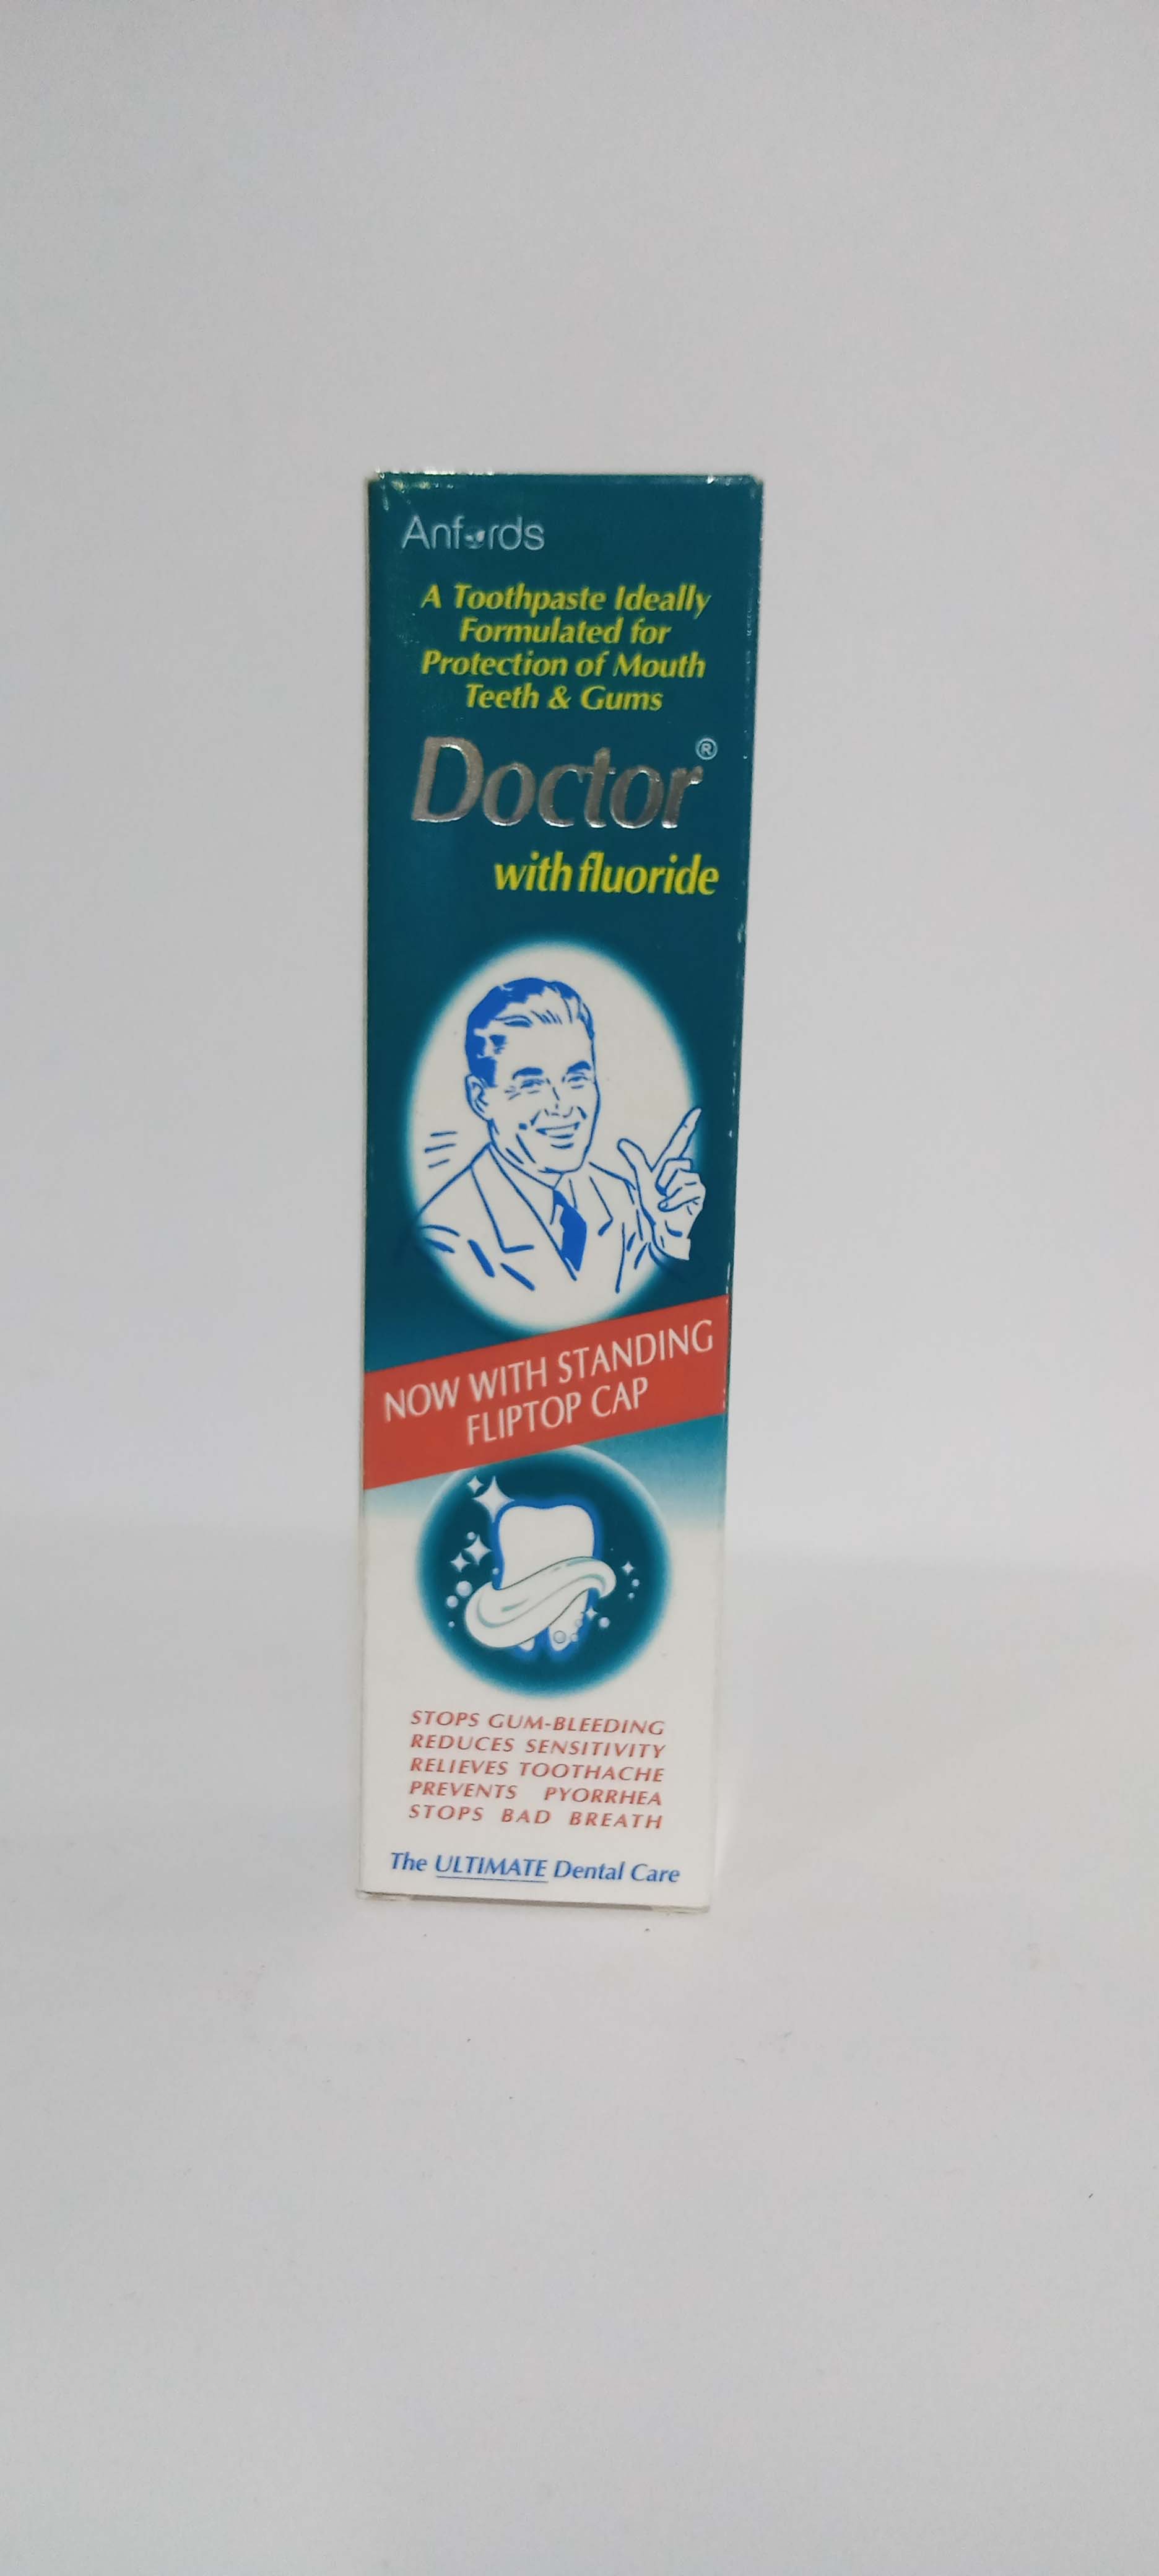 Anfords
A Toothpaste Ideally
Formulated for
Protection of Mouth
Teeth & Gums
Doctor®
with fluoride
NOW WITH STANDING
FLIPTOP CAP
STOPS GUM-BLEEDING
REDUCES SENSITIVITY
RELIEVES TOOTHACHE
PREVENTS PYORRHEA
STOPS BAD BREATH
The ULTIMATE Dental Care